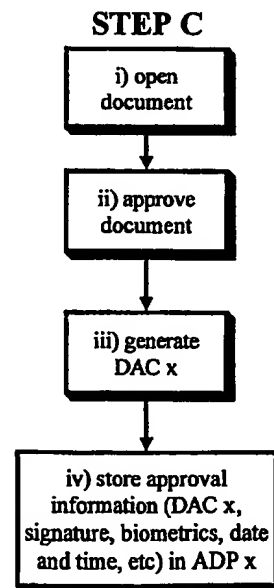 STEP C
i) open
document
ii) approve
document
iii) generate
DAC x
iv) store approval
information (DAC x,
signature, biometrics, date
and time, etc) in ADP x